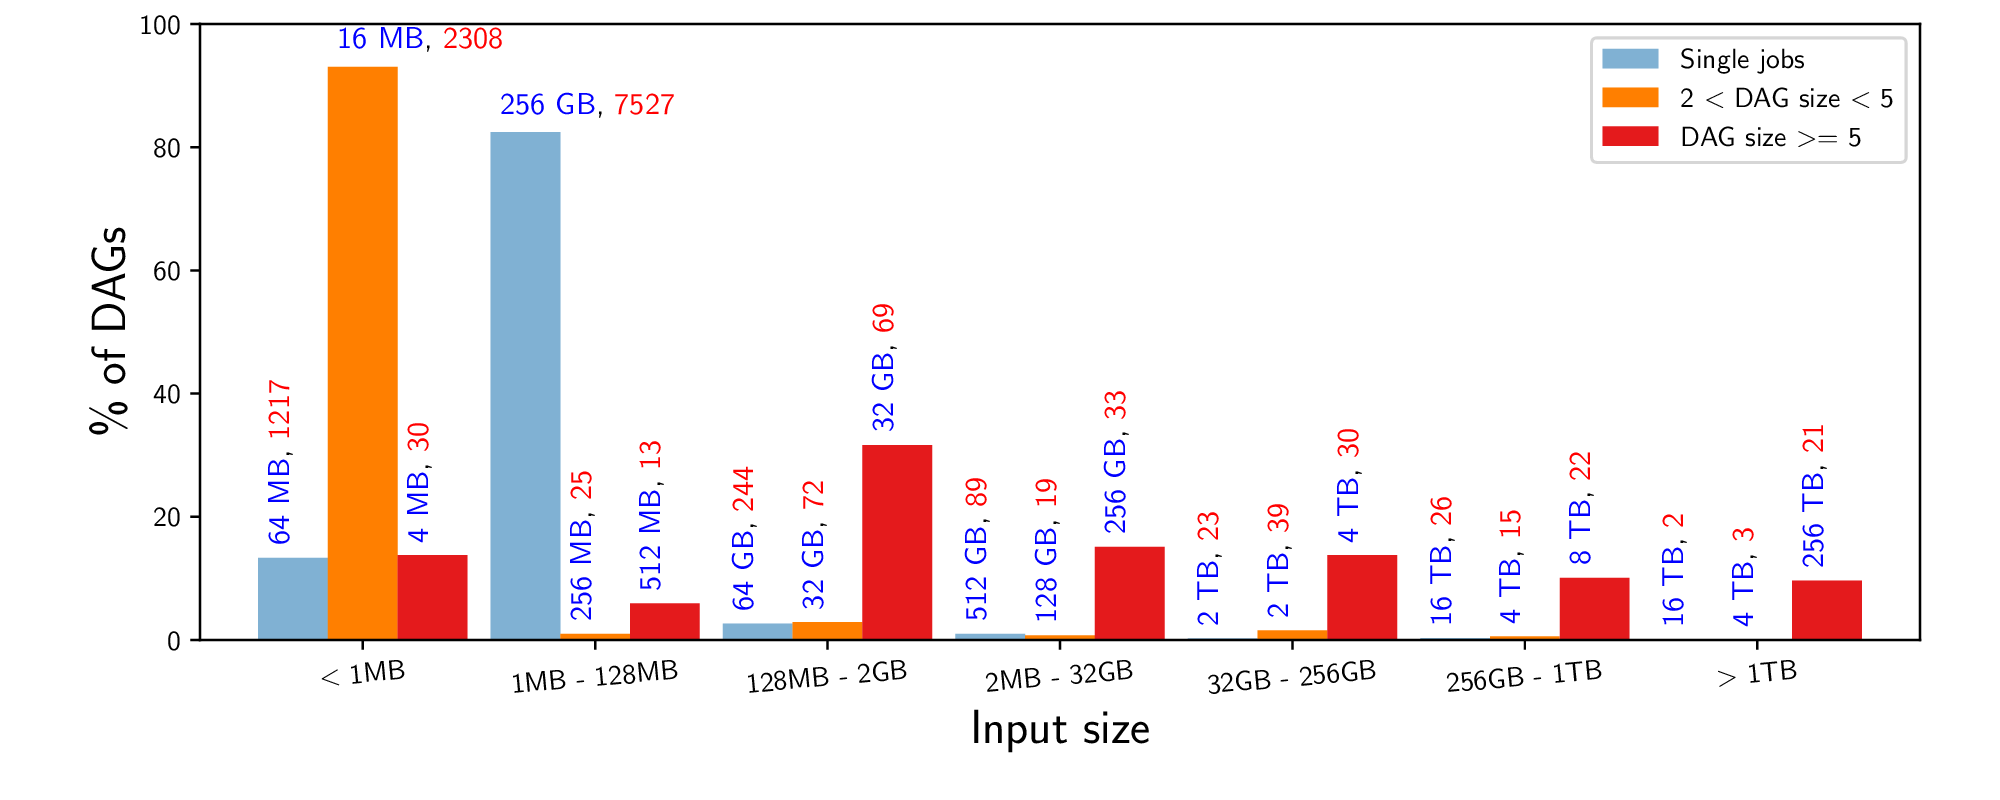 % of DAGs
100
80
60
40
20
0
Single jobs
2 < DAG size < 5
DAG size >= 5
64 MB, 1217
16 MB, 2308
4 MB, 30
256 GB, 7527
256 MB, 25
512 MB, 13
64 GB, 244
32 GB, 72
32 GB, 69
512 GB, 89
128 GB, 19
256 GB, 33
2 TB, 23
2 TB, 39
4 TB, 30
16 TB, 26
4 TB, 15
8 TB, 22
16 TB, 2
4 TB, 3
256 TB, 21
< 1MB
1MB - 128MB
128MB - 2GB
2MB - 32GB
32GB - 256GB
256GB - 1TB
> 1TB
Input size